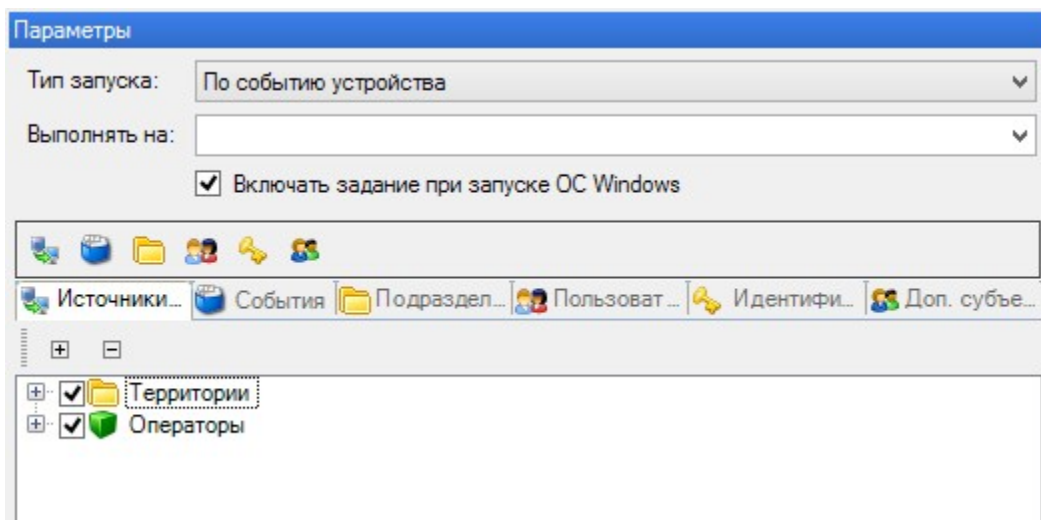 Параметры
Тип запуска: По событию устройства
Выполнять на:
Включать задание при запуске ОС Windows
Источники... События Подраздел... Пользоват ... Идентифи... Доп. субъе...
Территории
Операторы